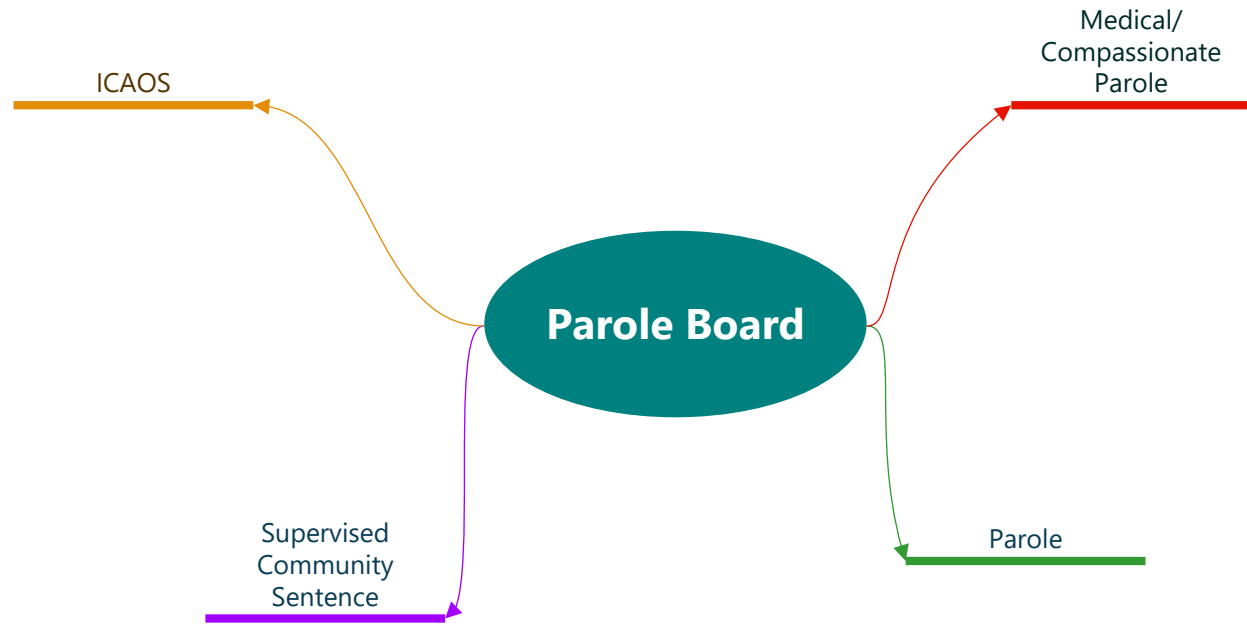 ICAOS
Medical/
Compassionate
Parole
Parole Board
Supervised
Community
Sentence
Parole